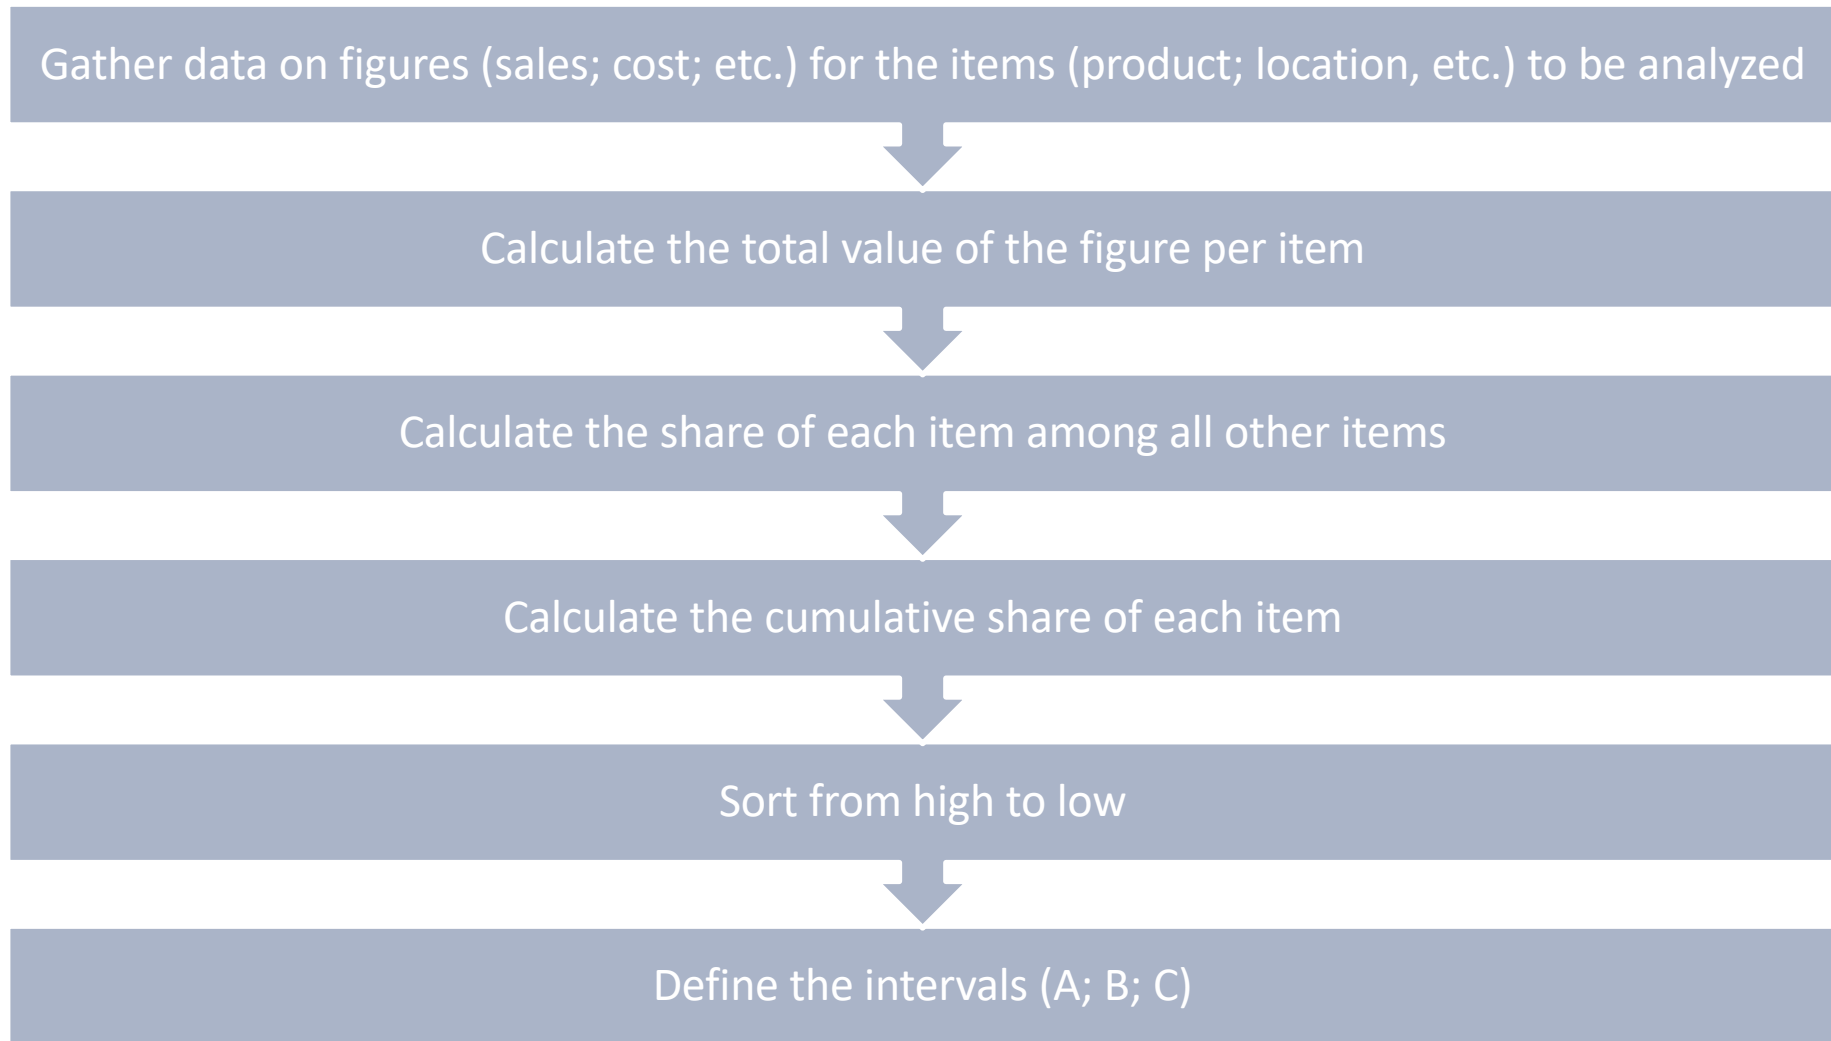 Gather data on figures (sales; cost; etc.) for the items (product; location, etc.) to be analyzed
Calculate the total value of the figure per item
Calculate the share of each item among all other items
Calculate the cumulative share of each item
Sort from high to low
Define the intervals (A; B; C)